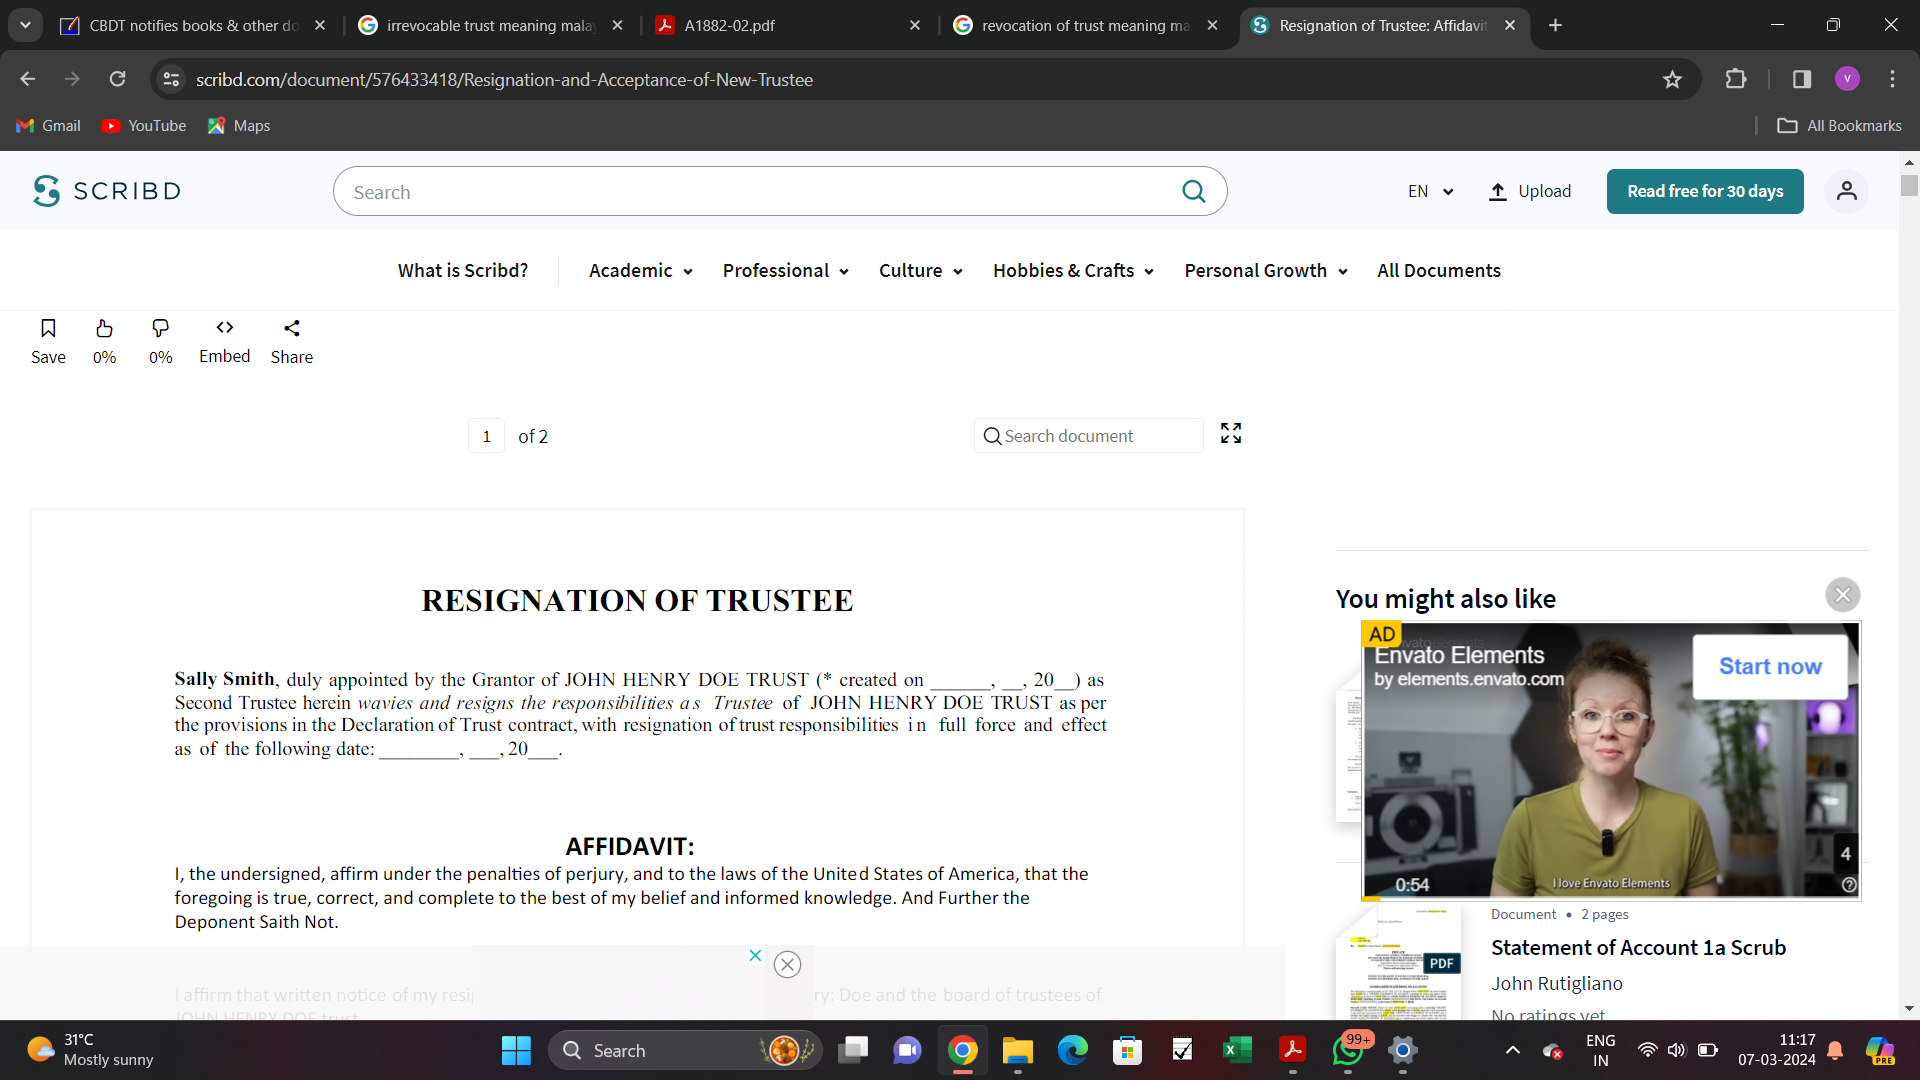 CBDT notifies books & other do
irrevocable trust meaning mala
A1882-02.pdf
revocation of trust meaning ma
Resignation of Trustee: Affidavit
scribd.com/document/576433418/Resignation-and-Acceptance-of-New-Trustee
V
Gmail
YouTube
Maps
All Bookmarks
SCRIBD
Search
EN
Upload
Read free for 30 days
What is Scribd?
Academic
Professional
Culture
Hobbies & Crafts
Personal Growth
All Documents
Save
0%
0%
Embed
Share
1 of 2
Search document
RESIGNATION OF TRUSTEE
Sally Smith, duly appointed by the Grantor of JOHN HENRY DOE TRUST (* created on ______, __, 20__) as
Second Trustee herein wavies and resigns the responsibilities as Trustee of JOHN HENRY DOE TRUST as per
the provisions in the Declaration of Trust contract, with resignation of trust responsibilities in full force and effect
as of the following date: ________, ___, 20___.
AFFIDAVIT:
I, the undersigned, affirm under the penalties of perjury, and to the laws of the United States of America, that the
foregoing is true, correct, and complete to the best of my belief and informed knowledge. And Further the
Deponent Saith Not.
I affirm that written notice of my resi
ry: Doe and the board of trustees of
JOHN HENRY DOE trust
You might also like
AD
Envato Elements
by elements.envato.com
Start now
4
0:54
I love Envato Elements
Document • 2 pages
Statement of Account 1a Scrub
PDF
John Rutigliano
No ratings yet
31°C
Mostly sunny
Search
99+
ENG
IN
11:17
07-03-2024
PRE